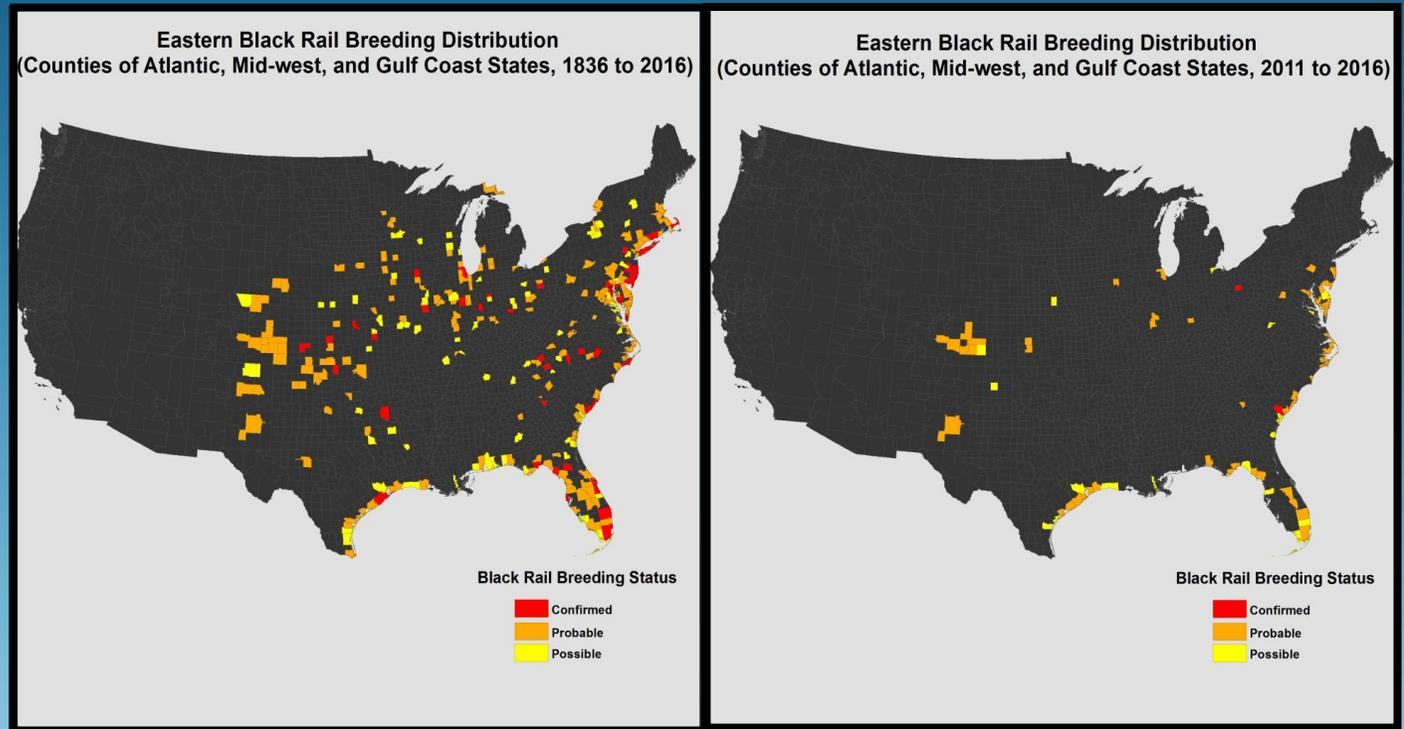 Eastern Black Rail Breeding Distribution
(Counties of Atlantic, Mid-west, and Gulf Coast States, 1836 to 2016)
Black Rail Breeding Status
Confirmed
Probable
Possible
Eastern Black Rail Breeding Distribution
(Counties of Atlantic, Mid-west, and Gulf Coast States, 2011 to 2016)
Black Rail Breeding Status
Confirmed
Probable
Possible